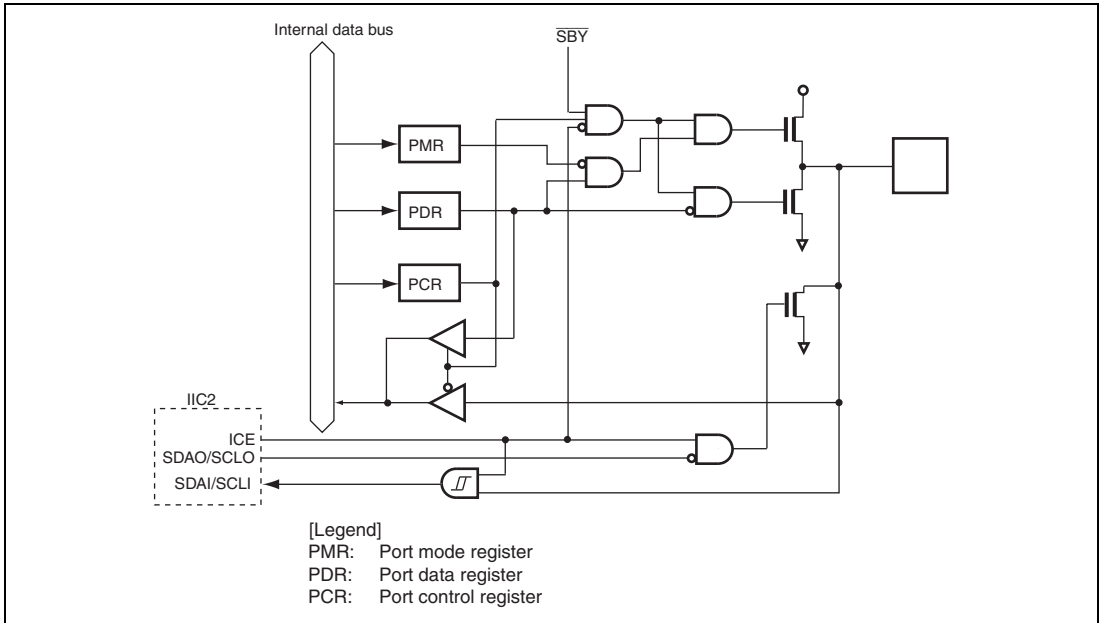 Internal data bus
SBY
PMR
PDR
PCR
IIC2
ICE
SDAO/SCLO
SDAI/SCLI
[Legend]
PMR: Port mode register
PDR: Port data register
PCR: Port control register